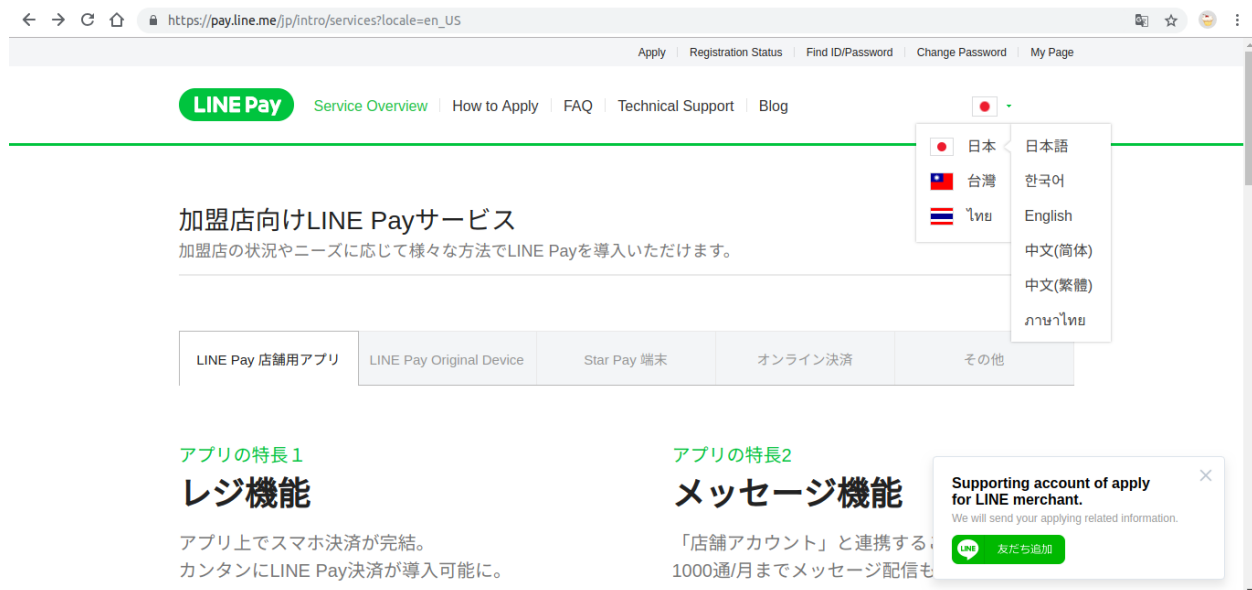 https://pay.line.me/jp/intro/services?locale=en_US
Apply
Registration Status
Find ID/Password
Change Password
My Page
LINE Pay
Service Overview
How to Apply
FAQ
Technical Support
Blog
日本
台灣
ไทย
日本語
한국어
English
中文(简体)
中文(繁體)
ภาษาไทย
加盟店向けLINE Payサービス
加盟店の状況やニーズに応じて様々な方法でLINE Payを導入いただけます。
LINE Pay 店舗用アプリ
LINE Pay Original Device
Star Pay 端末
オンライン決済
その他
アプリの特長１
レジ機能
アプリ上でスマホ決済が完結。
カンタンにLINE Pay決済が導入可能に。
アプリの特長2
メッセージ機能
「店舗アカウント」と連携する
1000通/月までメッセージ配信も
Supporting account of apply
for LINE merchant.
We will send your applying related information.
LINE
友だち追加